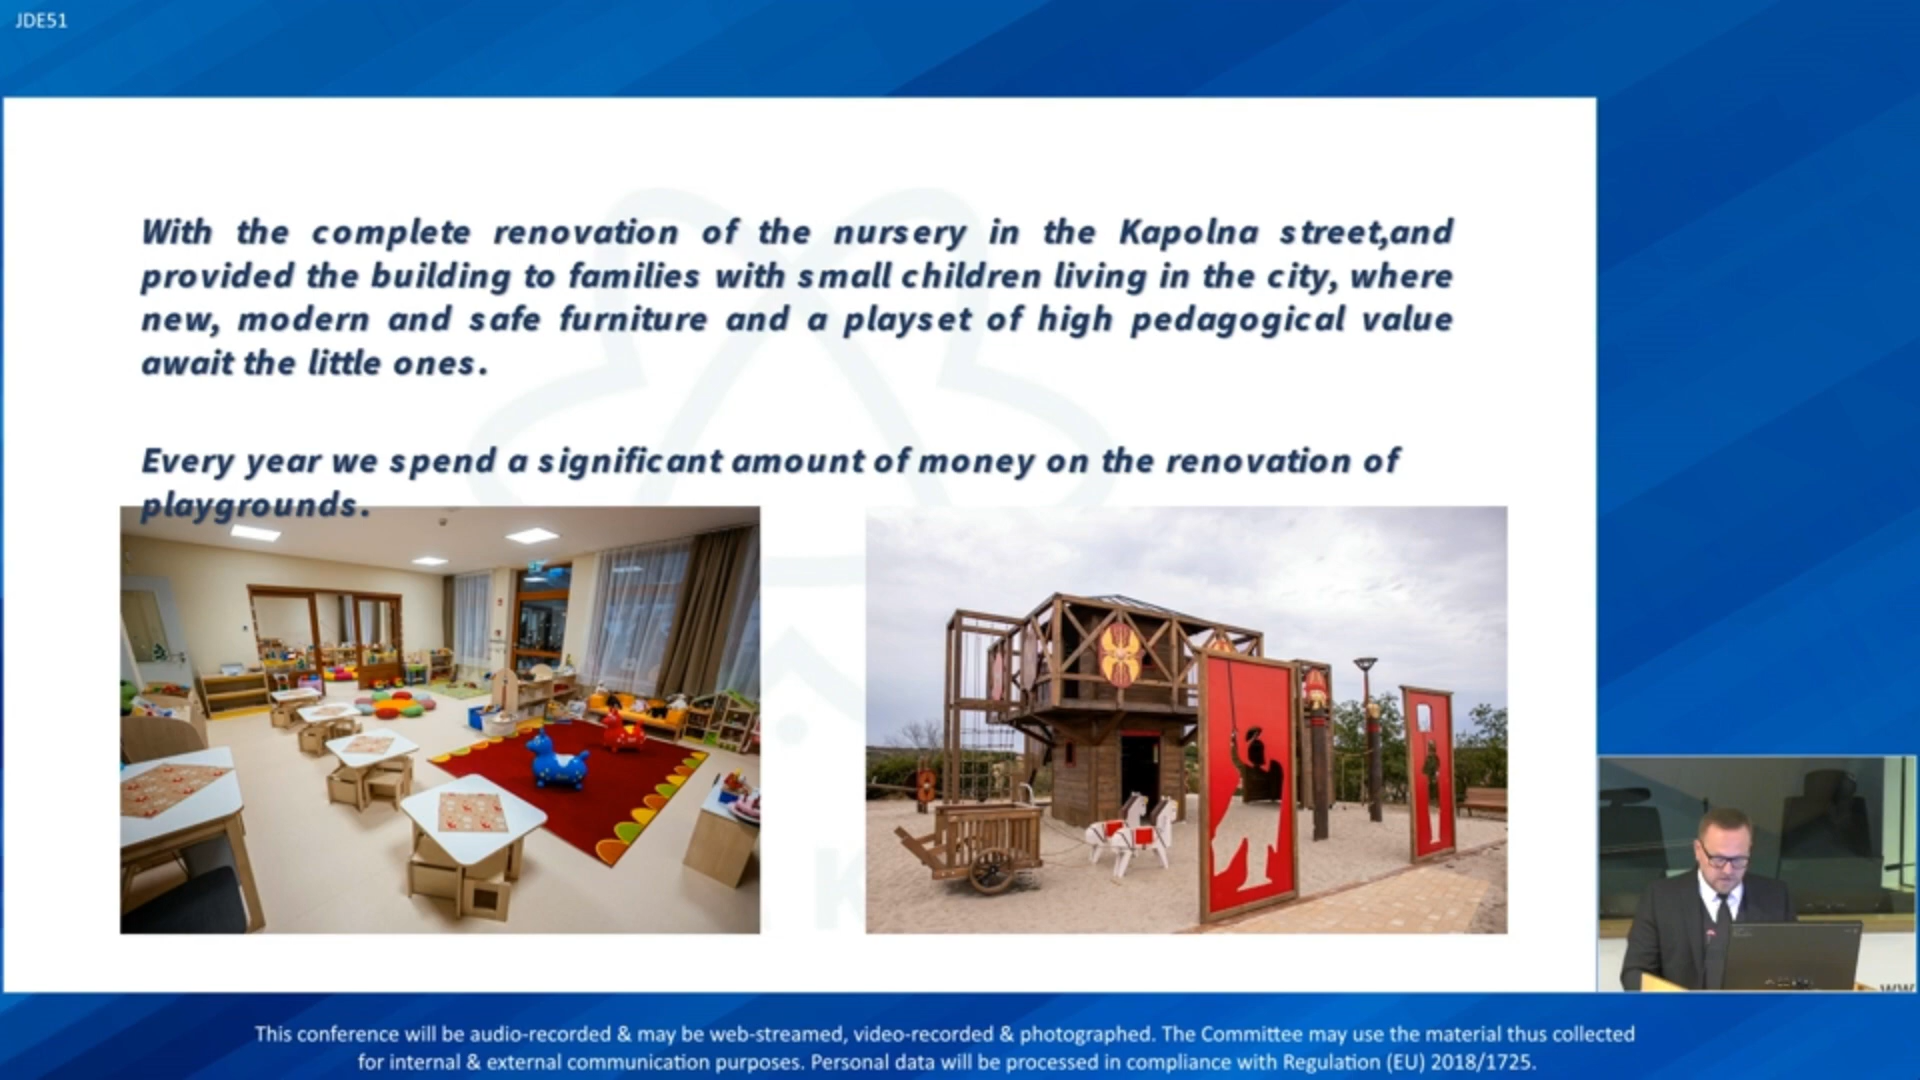 JDE51
With the complete renovation of the nursery in the Kapolna street,and
provided the building to families with small children living in the city, where
new, modern and safe furniture and a playset of high pedagogical value
await the little ones.
Every year we spend a significant amount of money on the renovation of
playgrounds.
K
ww
This conference will be audio-recorded & may be web-streamed, video-recorded & photographed. The Committee may use the material thus collected
for internal & external communication purposes. Personal data will be processed in compliance with Regulation (EU) 2018/1725.